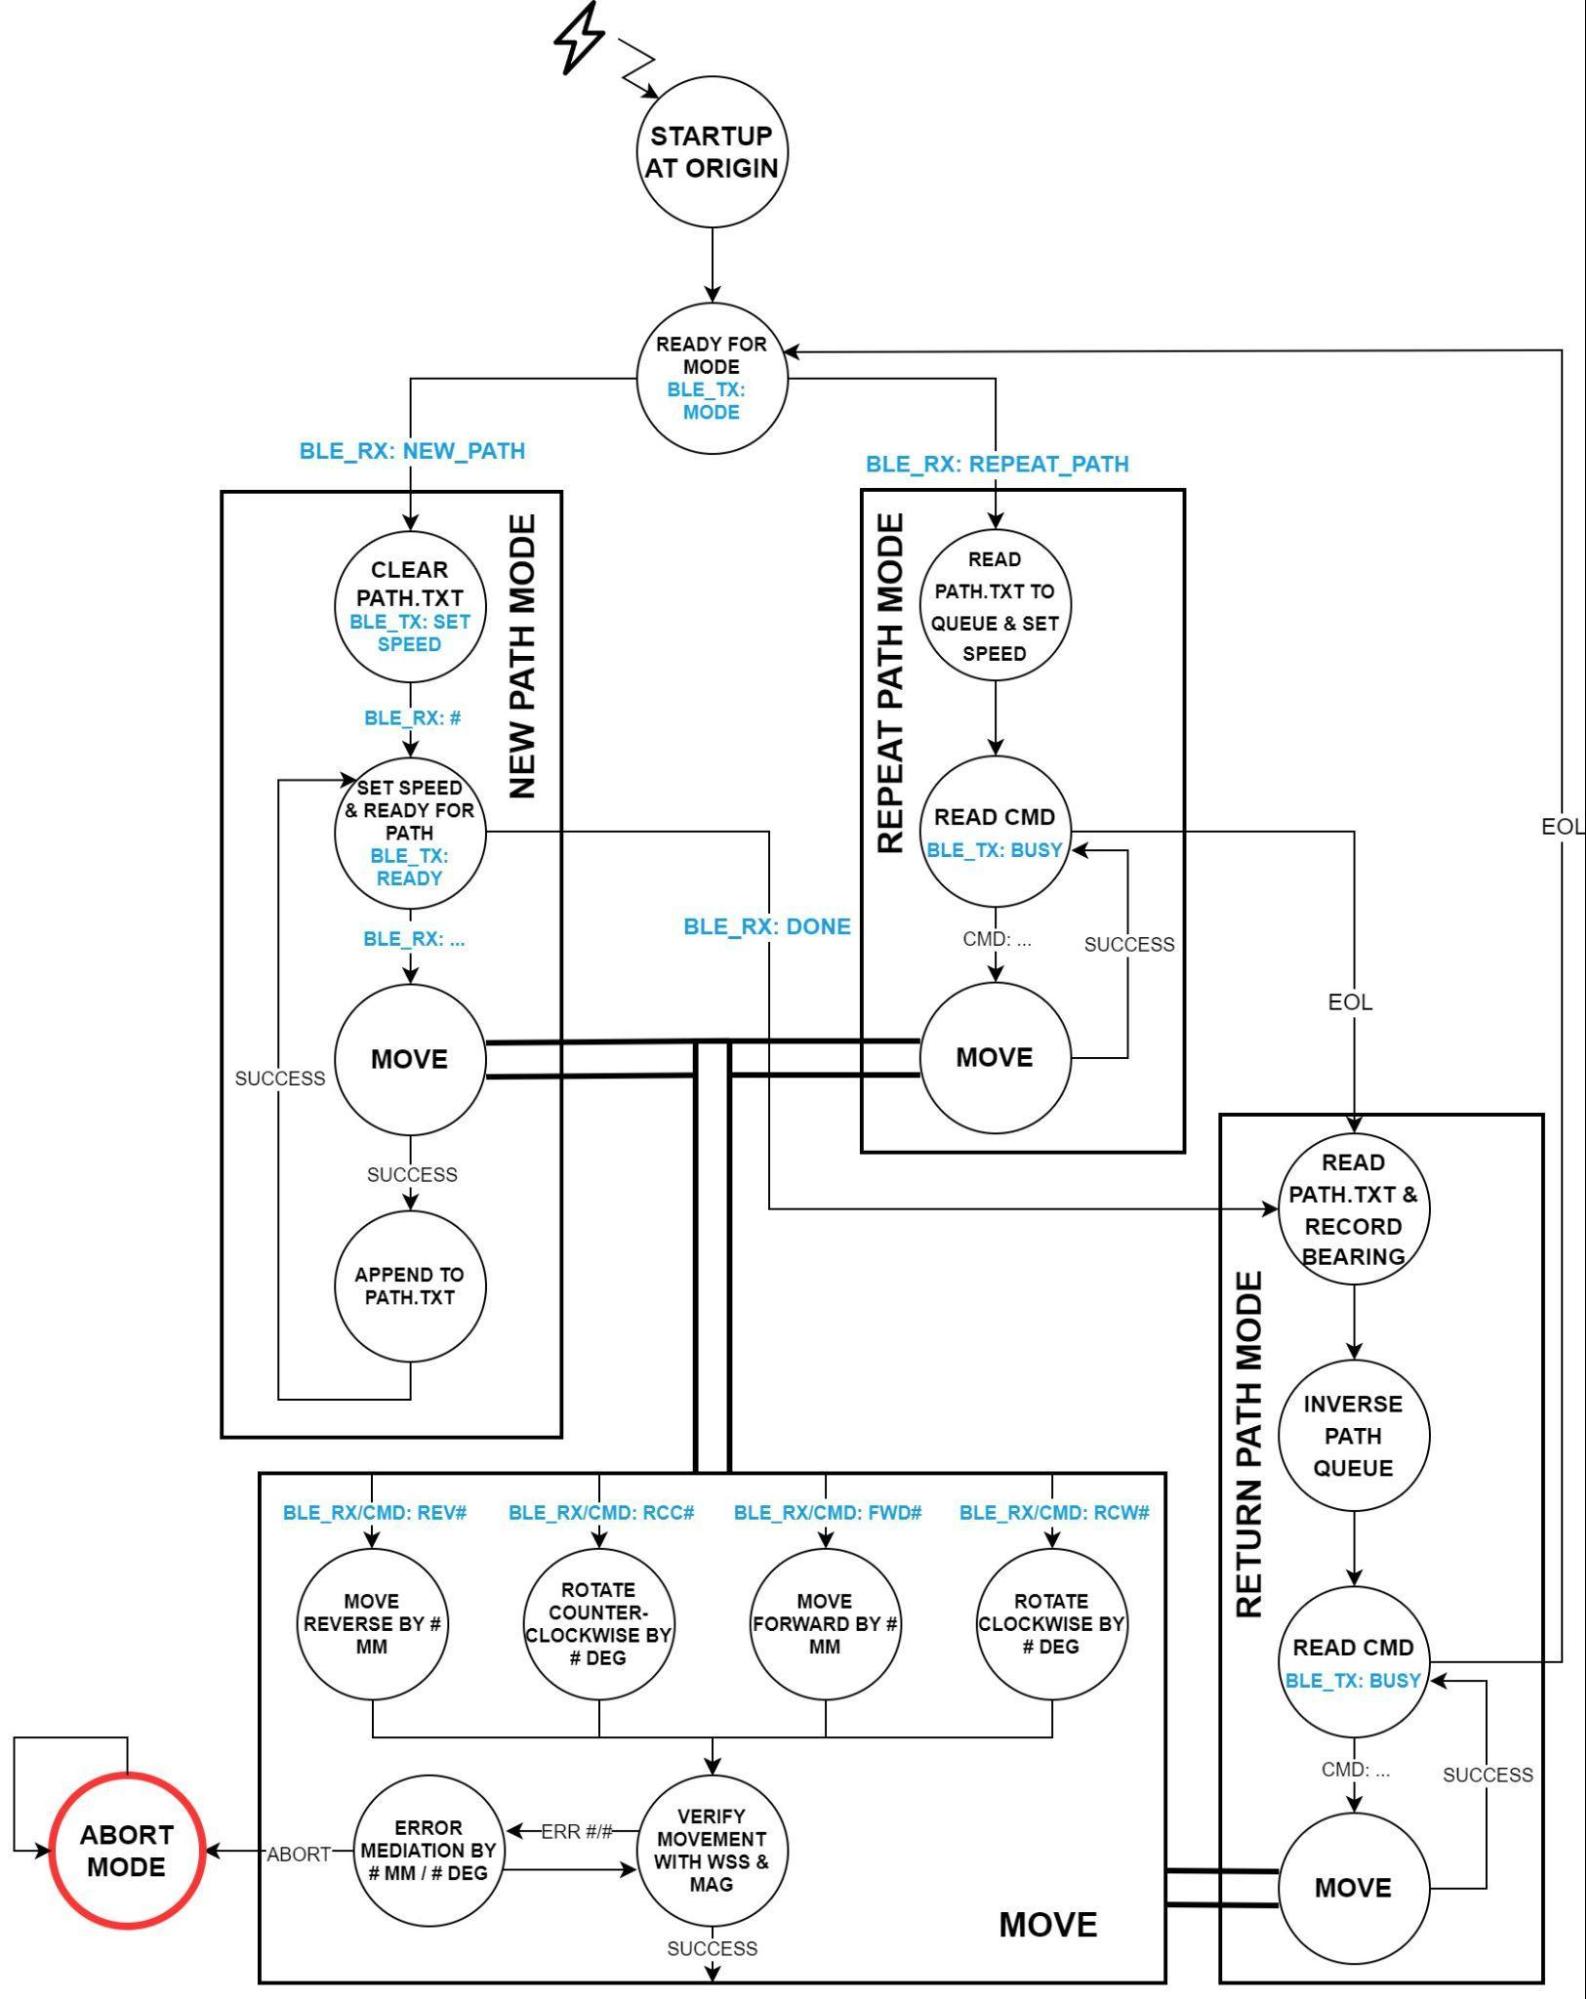 STARTUP
AT ORIGIN
READY FOR
MODE
BLE_TX:
MODE
BLE_RX: NEW_PATH
BLE_RX: REPEAT_PATH
NEW PATH MODE
CLEAR
PATH.TXT
BLE_TX: SET
SPEED
BLE_RX: #
SET SPEED
& READY FOR
PATH
BLE_TX:
READY
BLE_RX: ...
MOVE
SUCCESS
SUCCESS
APPEND TO
PATH.TXT
BLE_RX: DONE
REPEAT PATH MODE
READ
PATH.TXT TO
QUEUE & SET
SPEED
READ CMD
BLE_TX: BUSY
CMD: ...
SUCCESS
MOVE
EOL
EOL
RETURN PATH MODE
READ
PATH.TXT &
RECORD
BEARING
INVERSE
PATH
QUEUE
READ CMD
BLE_TX: BUSY
CMD: ...
SUCCESS
MOVE
BLE_RX/CMD: REV#
BLE_RX/CMD: RCC#
BLE_RX/CMD: FWD#
BLE_RX/CMD: RCW#
MOVE
REVERSE BY #
MM
ROTATE
COUNTER-
CLOCKWISE BY
# DEG
MOVE
FORWARD BY #
MM
ROTATE
CLOCKWISE BY
# DEG
VERIFY
MOVEMENT
WITH WSS &
MAG
ERR #/#
ERROR
MEDIATION BY
# MM / # DEG
ABORT
ABORT
MODE
SUCCESS
MOVE